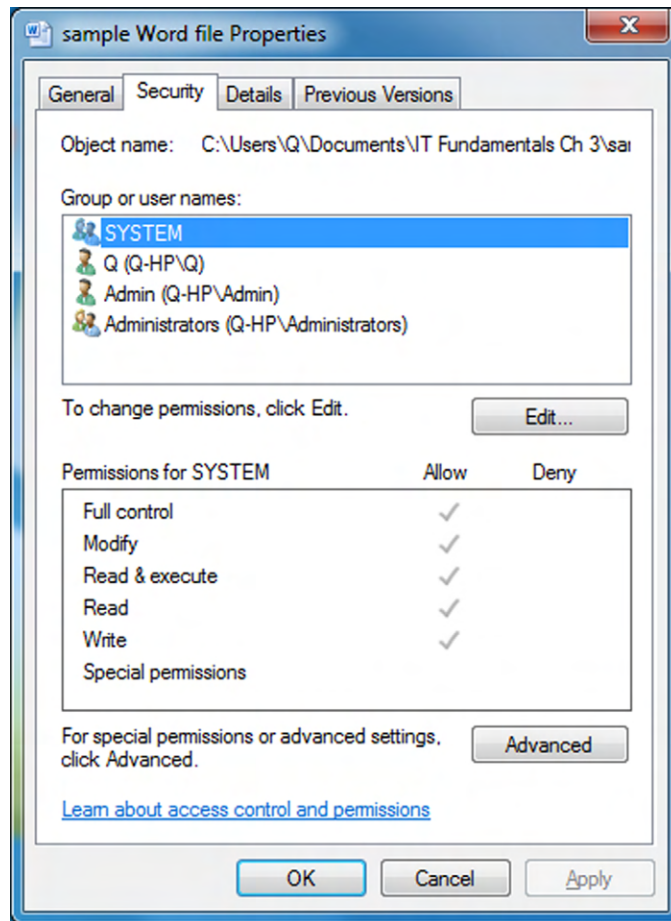 sample Word file Properties
General Security Details Previous Versions
Object name: C:\Users\Q\Documents\IT Fundamentals Ch 3\sar
Group or user names:
SYSTEM
Q (Q-HP\Q)
Admin (Q-HP\Admin)
Administrators (Q-HP\Administrators)
To change permissions, click Edit.
Edit...
Permissions for SYSTEM Allow Deny
Full control
Modify
Read & execute
Read
Write
Special permissions
For special permissions or advanced settings,
click Advanced.
Advanced
Learn about access control and permissions
OK Cancel Apply